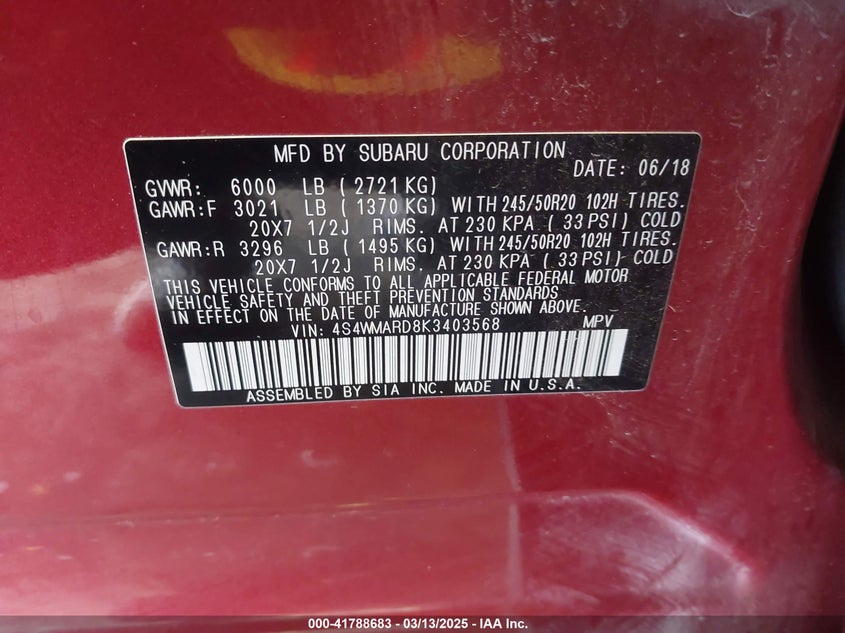 MFD BY SUBARU CORPORATION
DATE: 06/18
GVWR: 6000 LB ( 2721 KG)
GAWR:F 3021 LB ( 1370 KG) WITH 245/50R20 102H TIRES.
20X7 1/2J RIMS. AT 230 KPA ( 33 PSI) COLD
GAWR:R 3296 LB ( 1495 KG) WITH 245/50R20 102H TIRES.
20X7 1/2J RIMS. AT 230 KPA ( 33 PSI) COLD
THIS VEHICLE CONFORMS TO ALL APPLICABLE FEDERAL MOTOR
VEHICLE SAFETY AND THEFT PREVENTION STANDARDS
IN EFFECT ON THE DATE OF MANUFACTURE SHOWN ABOVE.
VIN: 4S4WMARD8K3403568 MPV
ASSEMBLED BY SIA INC. MADE IN U.S.A.
000-41788683 - 03/13/2025 - IAA Inc.